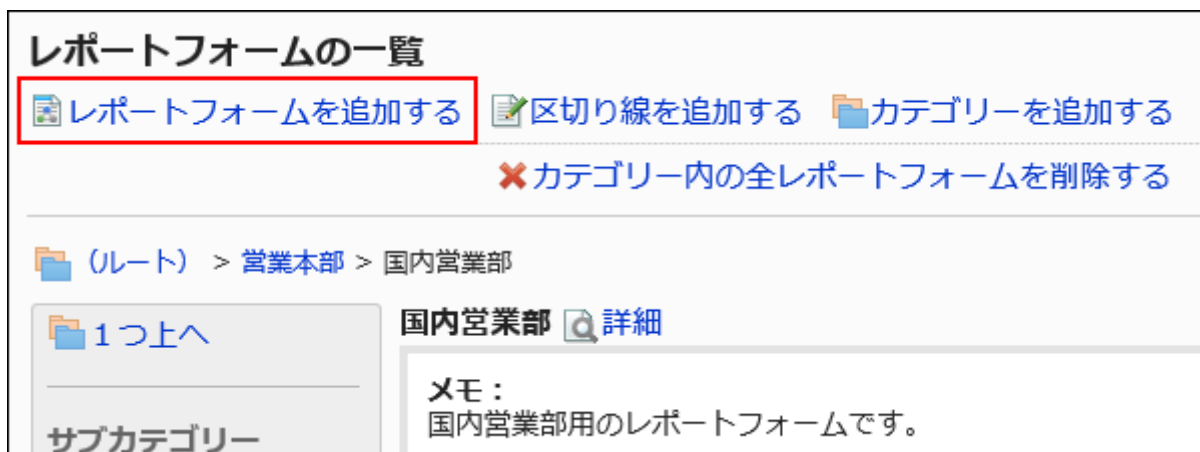 レポートフォームの一覧
レポートフォームを追加する 区切り線を追加する カテゴリーを追加する
カテゴリー内の全レポートフォームを削除する
（ルート） > 営業本部 > 国内営業部
1つ上へ
国内営業部 詳細
メモ：
国内営業部用のレポートフォームです。
サブカテゴリー